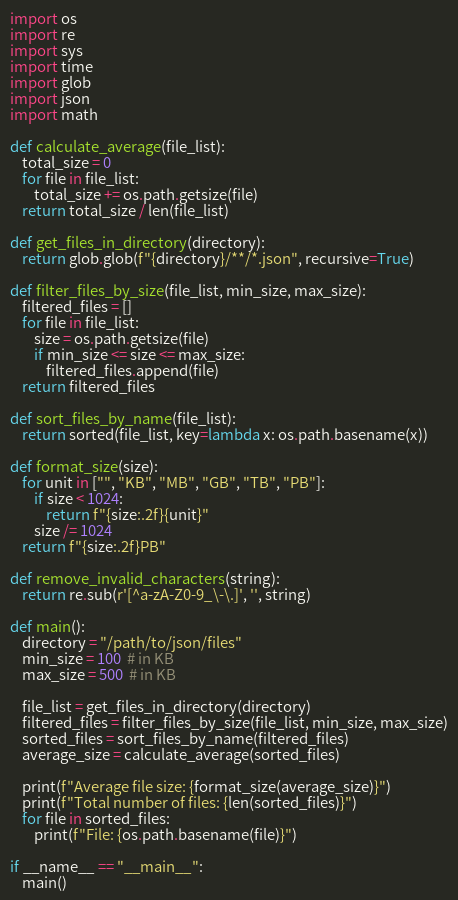 import os
import re
import sys
import time
import glob
import json
import math

def calculate_average(file_list):
    total_size = 0
    for file in file_list:
        total_size += os.path.getsize(file)
    return total_size / len(file_list)

def get_files_in_directory(directory):
    return glob.glob(f"{directory}/**/*.json", recursive=True)

def filter_files_by_size(file_list, min_size, max_size):
    filtered_files = []
    for file in file_list:
        size = os.path.getsize(file)
        if min_size <= size <= max_size:
            filtered_files.append(file)
    return filtered_files

def sort_files_by_name(file_list):
    return sorted(file_list, key=lambda x: os.path.basename(x))

def format_size(size):
    for unit in ["", "KB", "MB", "GB", "TB", "PB"]:
        if size < 1024:
            return f"{size:.2f}{unit}"
        size /= 1024
    return f"{size:.2f}PB"

def remove_invalid_characters(string):
    return re.sub(r'[^a-zA-Z0-9_\-\.]', '', string)

def main():
    directory = "/path/to/json/files"
    min_size = 100  # in KB
    max_size = 500  # in KB

    file_list = get_files_in_directory(directory)
    filtered_files = filter_files_by_size(file_list, min_size, max_size)
    sorted_files = sort_files_by_name(filtered_files)
    average_size = calculate_average(sorted_files)

    print(f"Average file size: {format_size(average_size)}")
    print(f"Total number of files: {len(sorted_files)}")
    for file in sorted_files:
        print(f"File: {os.path.basename(file)}")

if __name__ == "__main__":
    main()